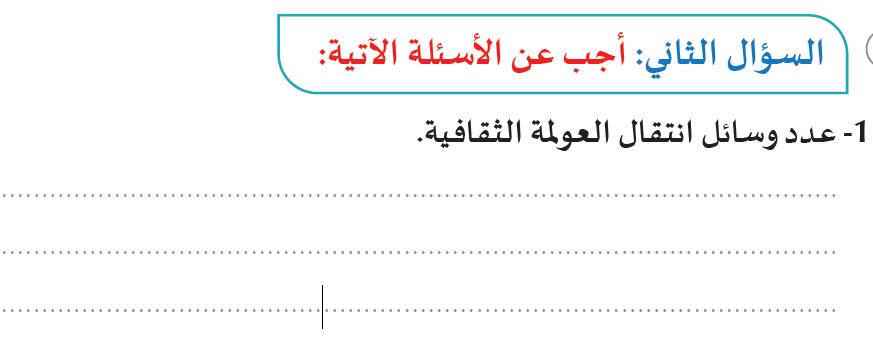 السؤال الثاني: أجب عن الأسئلة الآتية:
1- عدد وسائل انتقال العولمة الثقافية.